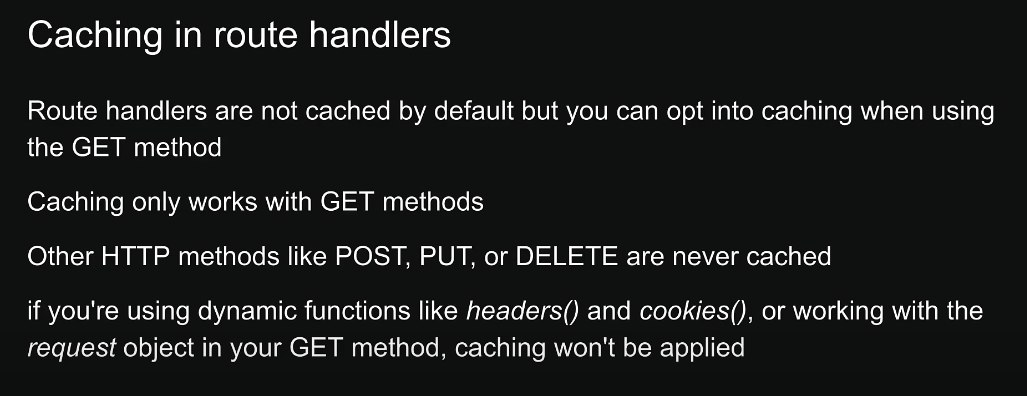 Caching in route handlers
Route handlers are not cached by default but you can opt into caching when using
the GET method
Caching only works with GET methods
Other HTTP methods like POST, PUT, or DELETE are never cached
if you're using dynamic functions like headers() and cookies(), or working with the
request object in your GET method, caching won't be applied